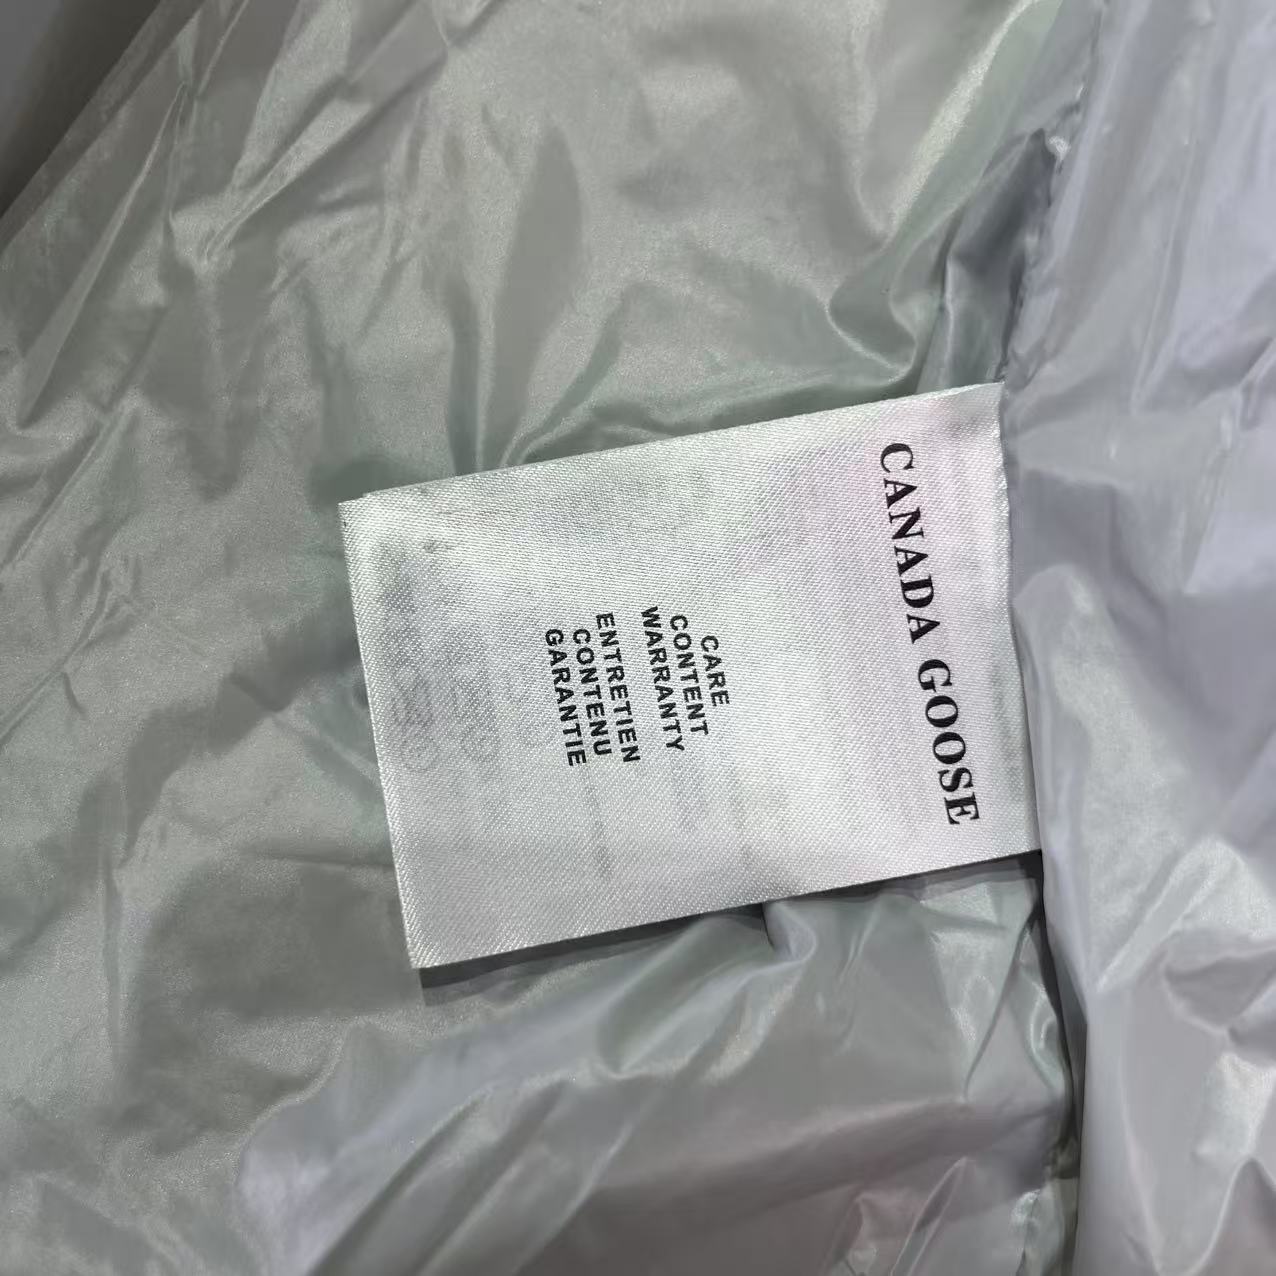 CANADA GOOSE
CARE
CONTENT
WARRANTY
ENTRETIEN
CONTENU
GARANTIE